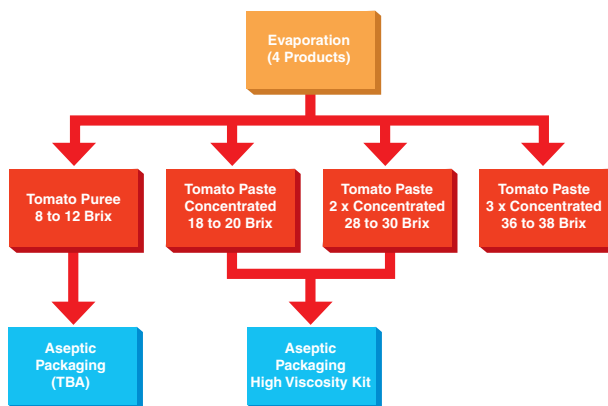 Evaporation
(4 Products)
Tomato Puree
8 to 12 Brix
Tomato Paste
Concentrated
18 to 20 Brix
Tomato Paste
2 x Concentrated
28 to 30 Brix
Tomato Paste
3 x Concentrated
36 to 38 Brix
Aseptic
Packaging
(TBA)
Aseptic
Packaging
High Viscosity Kit